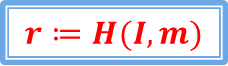 r ≔ H(I, m)